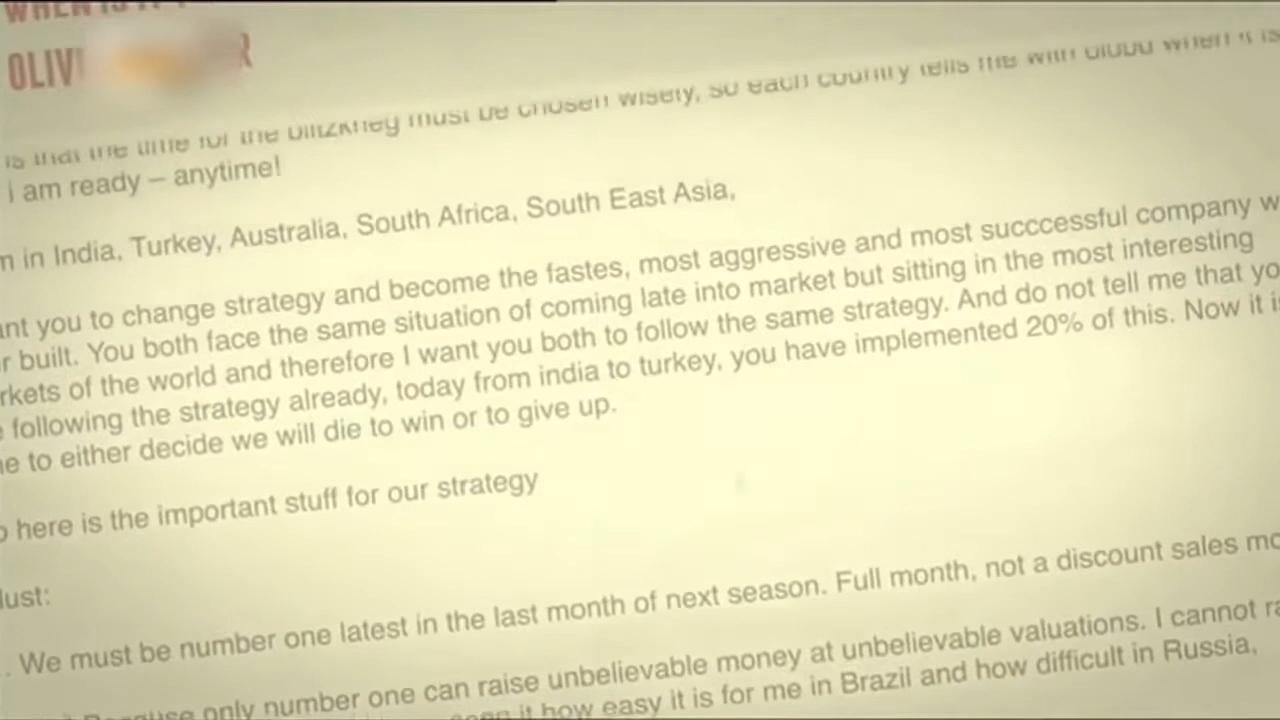 WHEN IS IT
OLIV R
is that the time for the blitzkrieg must be chosen wisely, so each country tells me with blood when it is
i am ready – anytime!
m in India, Turkey, Australia, South Africa, South East Asia,
ant you to change strategy and become the fastes, most aggressive and most succcessful company w
r built. You both face the same situation of coming late into market but sitting in the most interesting
rkets of the world and therefore I want you both to follow the same strategy. And do not tell me that yo
e following the strategy already, today from india to turkey, you have implemented 20% of this. Now it i
ne to either decide we will die to win or to give up.
o here is the important stuff for our strategy
lust:
. We must be number one latest in the last month of next season. Full month, not a discount sales mo
Because only number one can raise unbelievable money at unbelievable valuations. I cannot ra
seen it how easy it is for me in Brazil and how difficult in Russia,